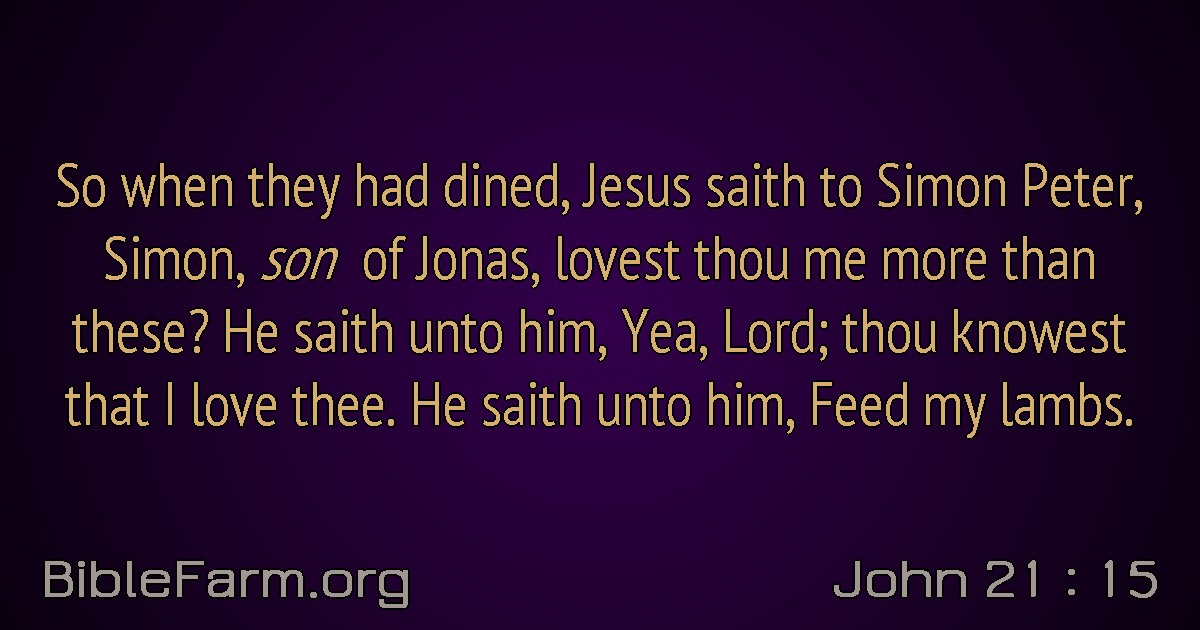 So when they had dined, Jesus saith to Simon Peter,
Simon, son of Jonas, lovest thou me more than
these? He saith unto him, Yea, Lord; thou knowest
that I love thee. He saith unto him, Feed my lambs.
BibleFarm.org
John 21 : 15